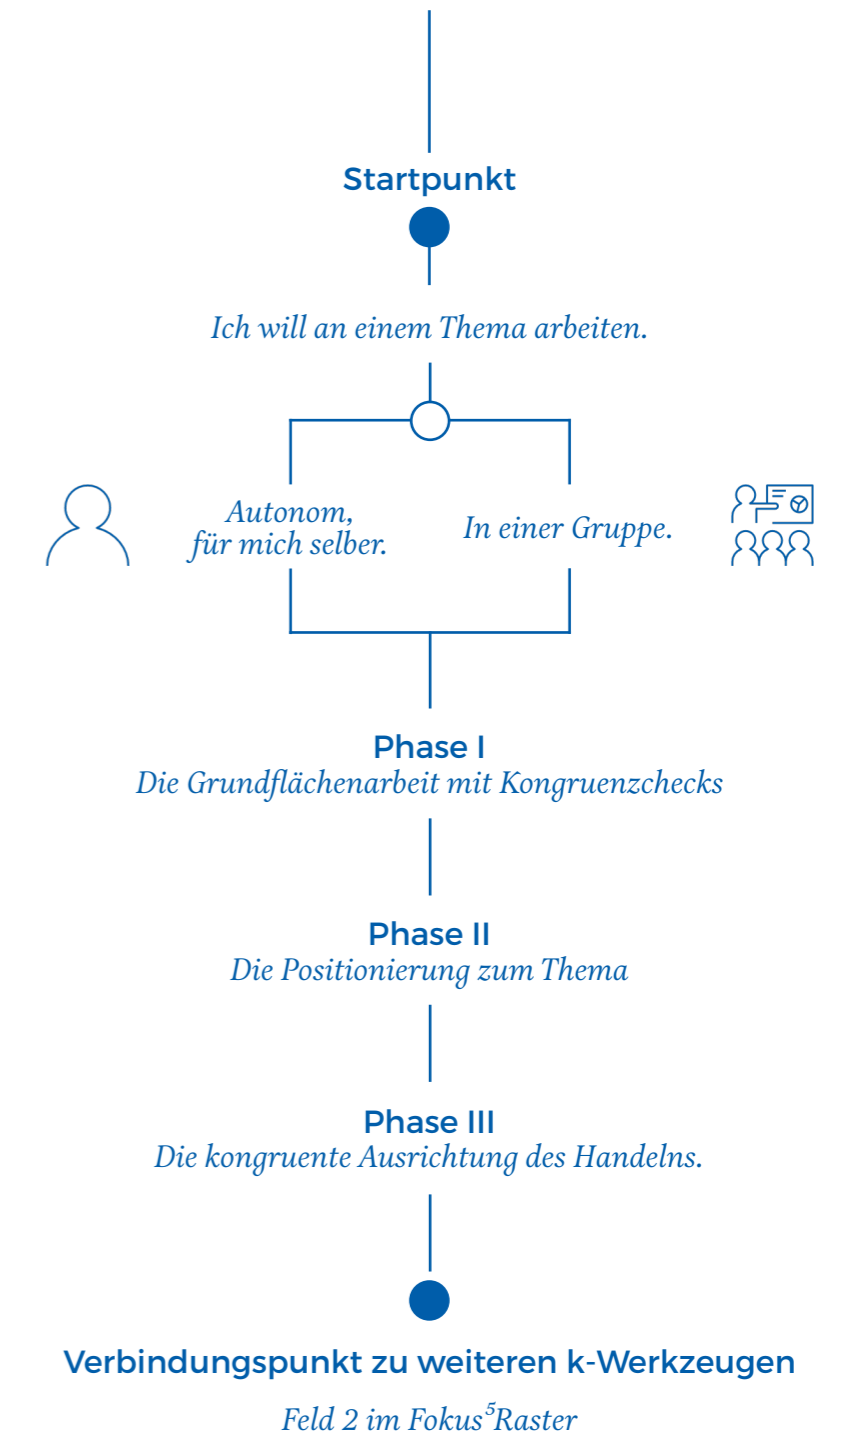 Startpunkt
Ich will an einem Thema arbeiten.
Autonom,
für mich selber.
In einer Gruppe.
Phase I
Die Grundflächenarbeit mit Kongruenzchecks
Phase II
Die Positionierung zum Thema
Phase III
Die kongruente Ausrichtung des Handelns.
Verbindungspunkt zu weiteren k-Werkzeugen
Feld 2 im Fokus⁵Raster